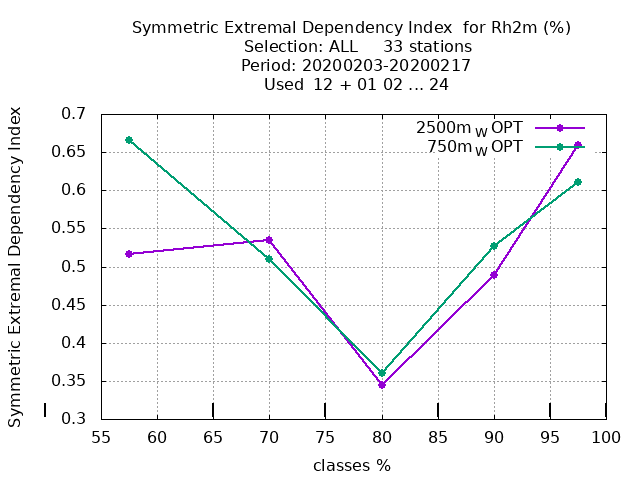 Symmetric Extremal Dependency Index for Rh2m (%)
Selection: ALL 33 stations
Period: 20200203-20200217
Used 12 + 01 02 ... 24
Symmetric Extremal Dependency Index
0.7
0.65
0.6
0.55
0.5
0.45
0.4
0.35
0.3
2500m W OPT
750m W OPT
55 60 65 70 75 80 85 90 95 100
classes %